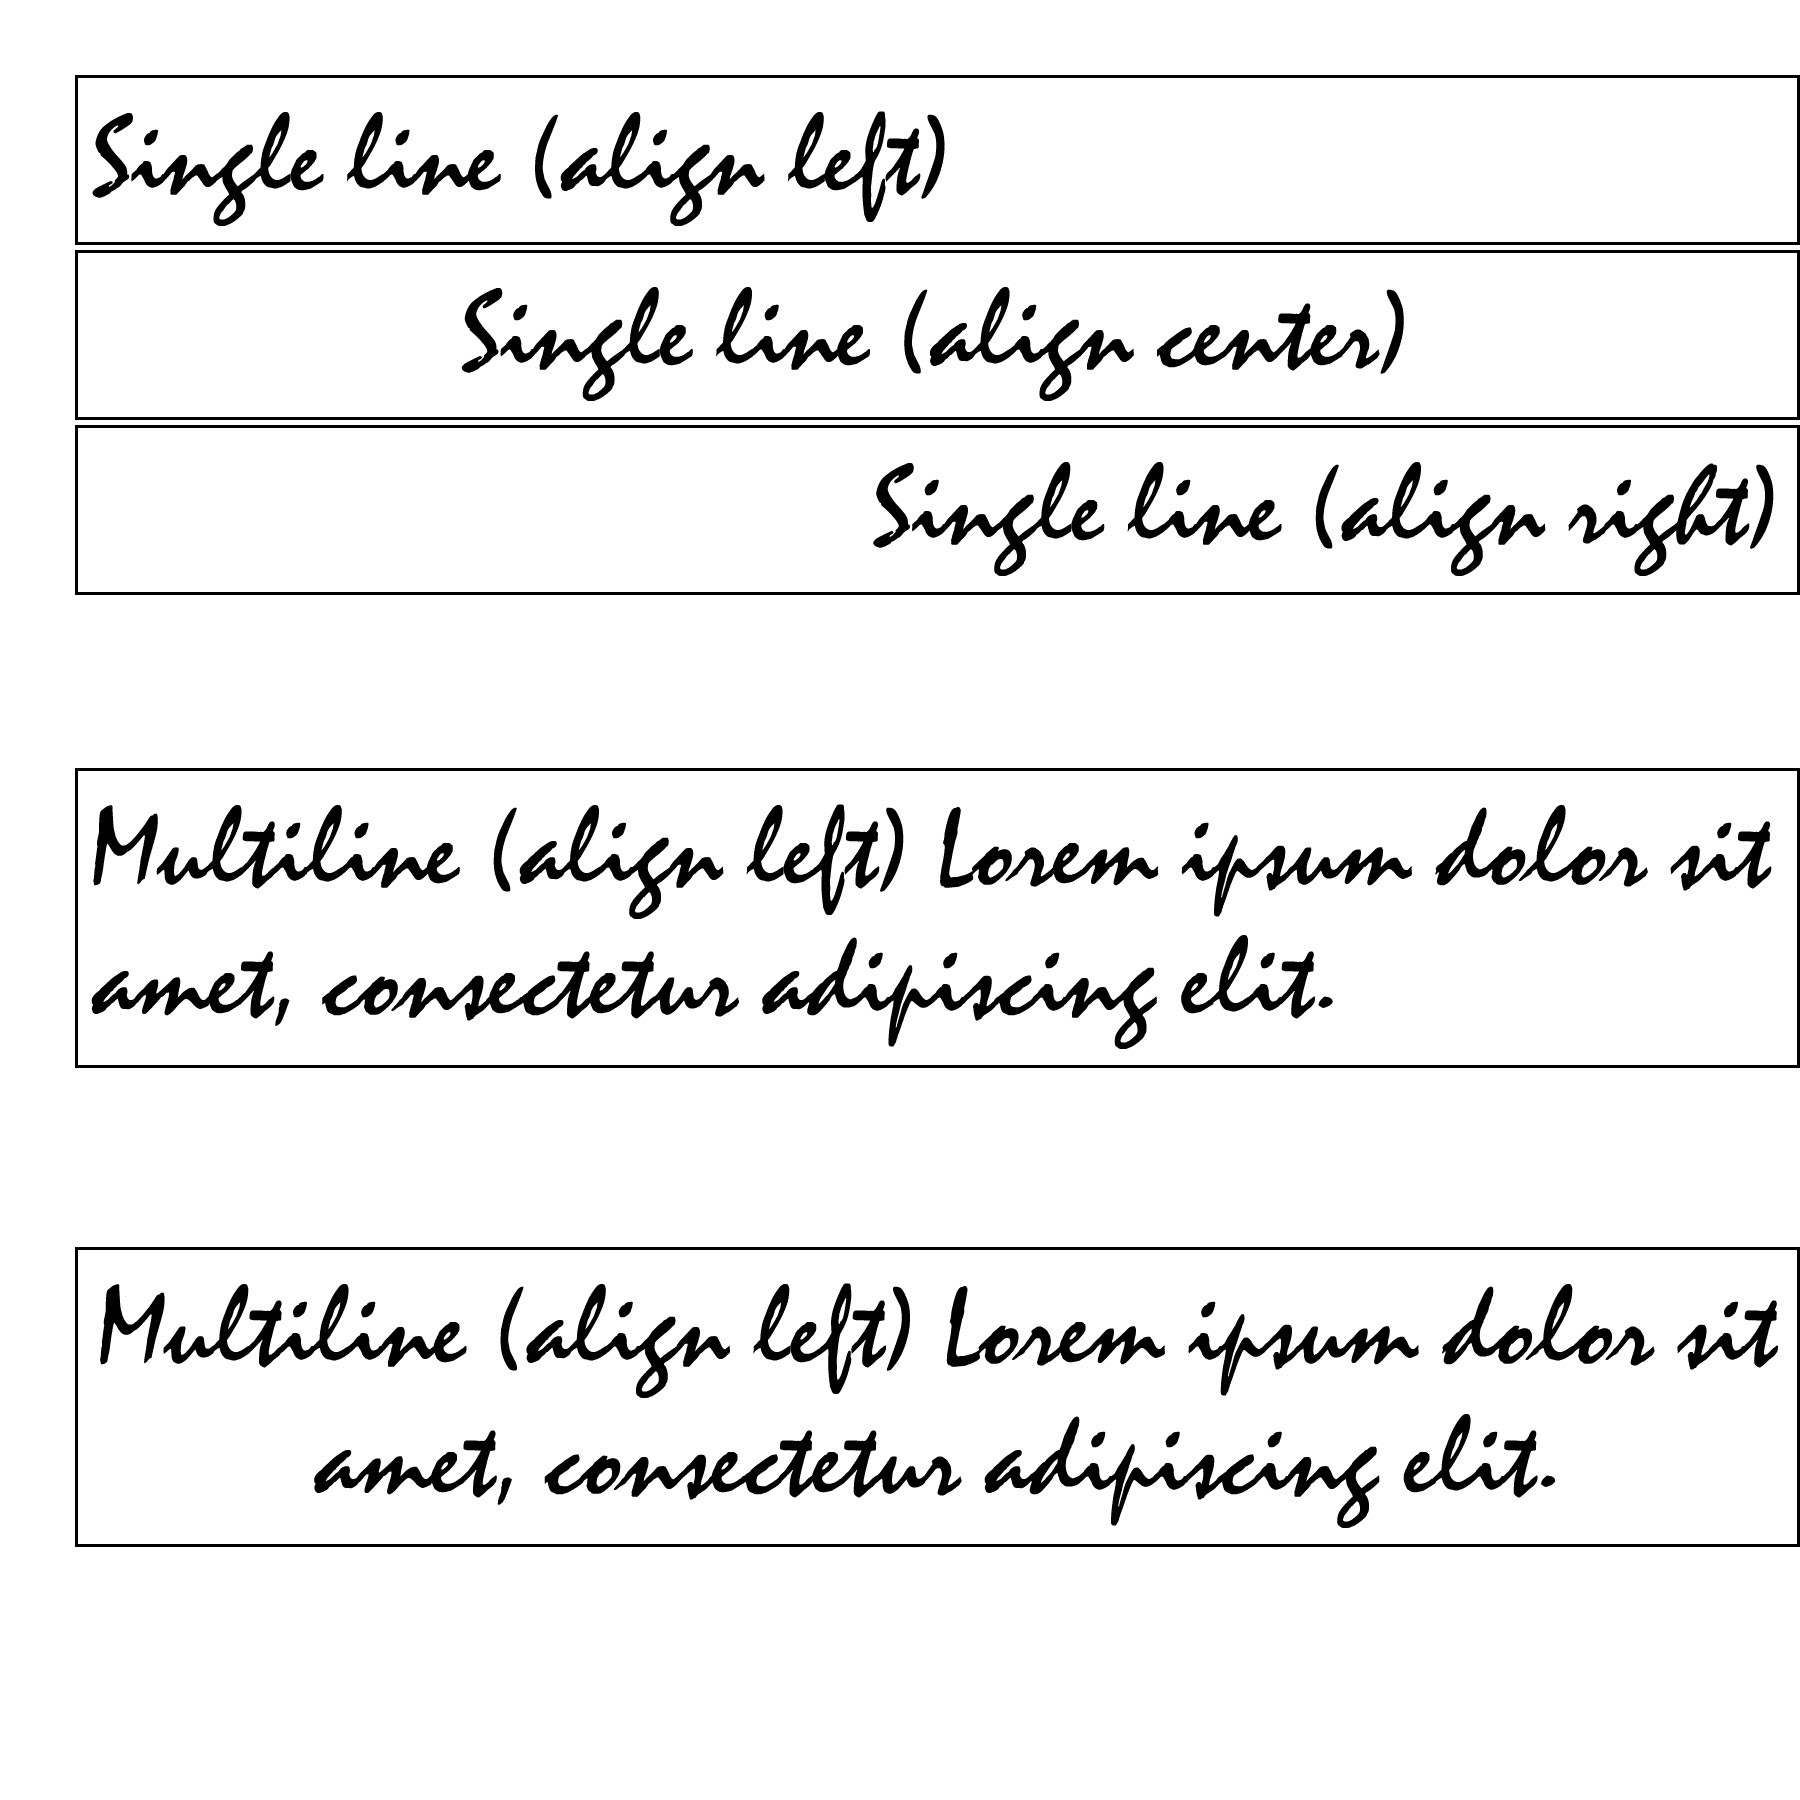 Single line (align left)
Single line (align center)
Single line (align right)
Multiline (align left) Lorem ipsum dolor sit
amet, consectetur adipiscing elit.
Multiline (align left) Lorem ipsum dolor sit
amet, consectetur adipiscing elit.